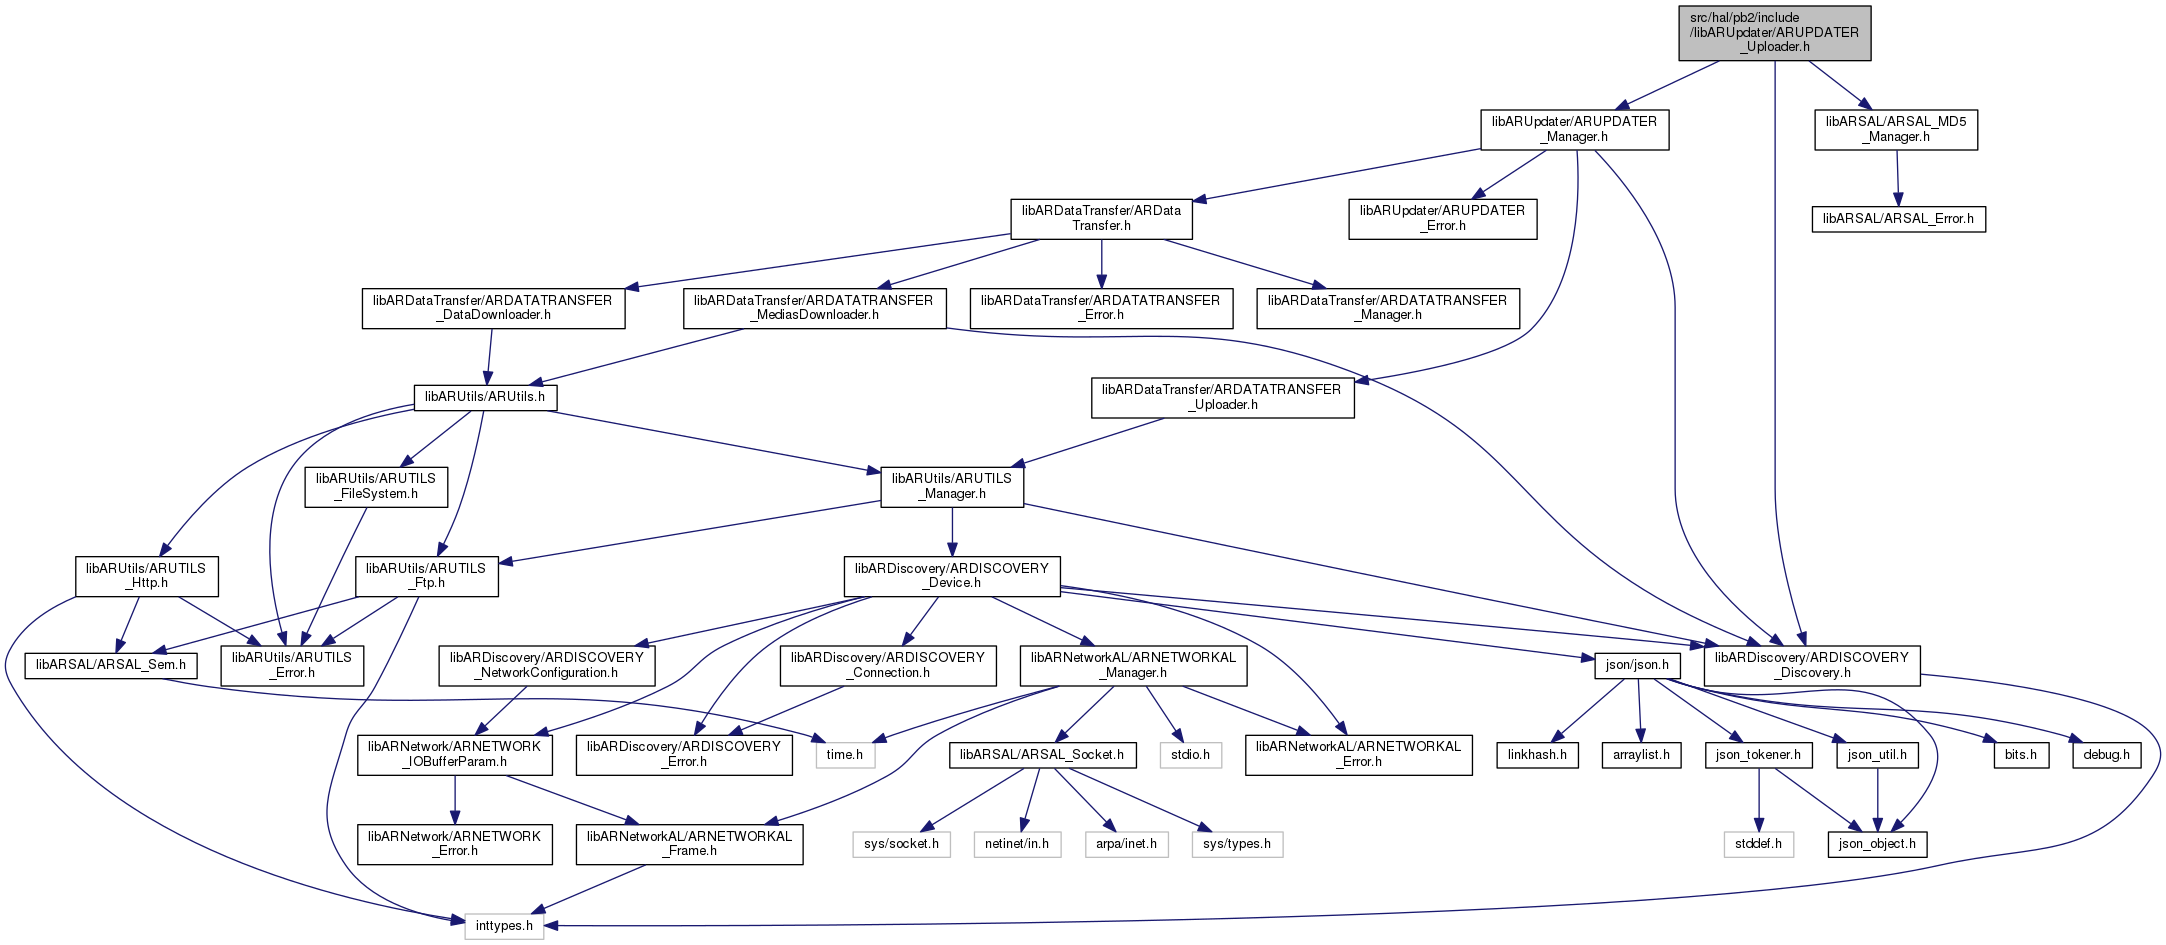 src/hal/pb2/include
/libARUpdater/ARUPDATER
_Uploader.h
libARUpdater/ARUPDATER
_Manager.h
libARSAL/ARSAL_MD5
_Manager.h
libARDataTransfer/ARData
Transfer.h
libARUpdater/ARUPDATER
_Error.h
libARSAL/ARSAL_Error.h
libARDataTransfer/ARDATATRANSFER
_DataDownloader.h
libARDataTransfer/ARDATATRANSFER
_MediasDownloader.h
libARDataTransfer/ARDATATRANSFER
_Error.h
libARDataTransfer/ARDATATRANSFER
_Manager.h
libARUtils/ARUtils.h
libARDataTransfer/ARDATATRANSFER
_Uploader.h
libARUtils/ARUTILS
_FileSystem.h
libARUtils/ARUTILS
_Manager.h
libARUtils/ARUTILS
_Http.h
libARUtils/ARUTILS
_Ftp.h
libARDiscovery/ARDISCOVERY
_Device.h
libARSAL/ARSAL_Sem.h
libARUtils/ARUTILS
_Error.h
libARDiscovery/ARDISCOVERY
_NetworkConfiguration.h
libARDiscovery/ARDISCOVERY
_Connection.h
libARNetworkAL/ARNETWORKAL
_Manager.h
json/json.h
libARDiscovery/ARDISCOVERY
_Discovery.h
libARNetwork/ARNETWORK
_IOBufferParam.h
libARDiscovery/ARDISCOVERY
_Error.h
time.h
libARSAL/ARSAL_Socket.h
stdio.h
libARNetworkAL/ARNETWORKAL
_Error.h
linkhash.h
arraylist.h
json_tokener.h
json_util.h
bits.h
debug.h
libARNetwork/ARNETWORK
_Error.h
libARNetworkAL/ARNETWORKAL
_Frame.h
sys/socket.h
netinet/in.h
arpa/inet.h
sys/types.h
stddef.h
json_object.h
inttypes.h